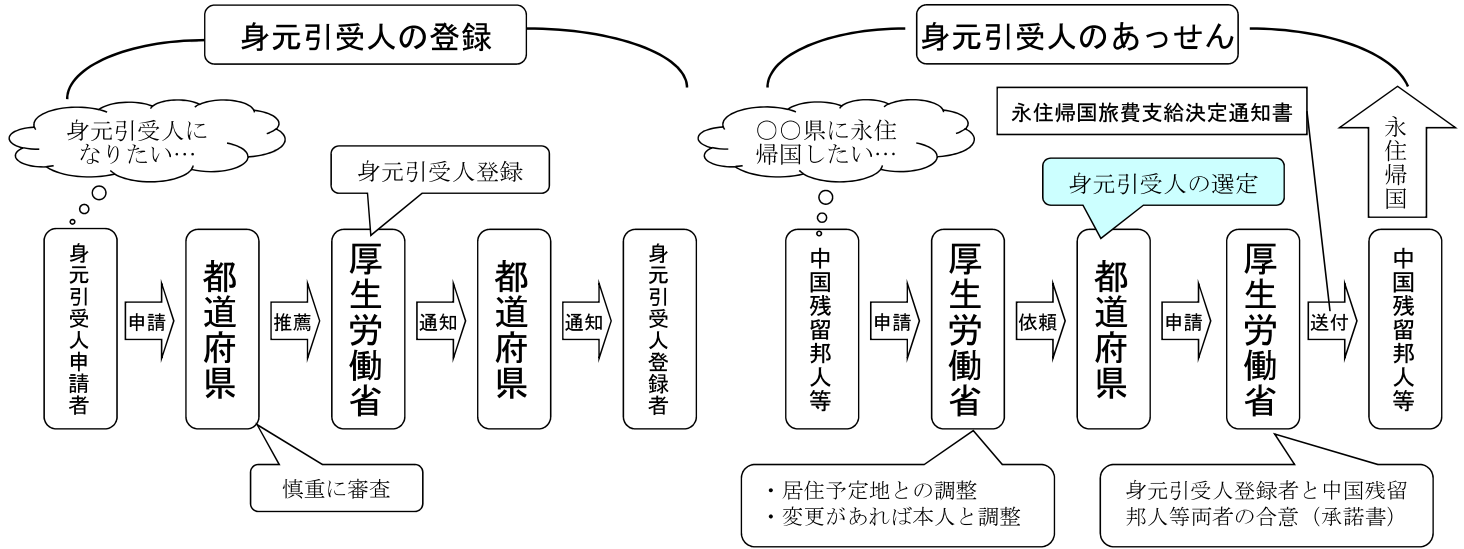 身元引受人の登録
身元引受人に
なりたい…
身元引受人登録
身元引受人申請者
申請
都道府県
推薦
厚生労働省
通知
都道府県
通知
身元引受人登録者
慎重に審査
身元引受人のあっせん
〇〇県に永住
帰国したい…
永住帰国旅費支給決定通知書
永住帰国
身元引受人の選定
中国残留邦人等
申請
厚生労働省
依頼
都道府県
申請
厚生労働省
送付
中国残留邦人等
・居住予定地との調整
・変更があれば本人と調整
身元引受人登録者と中国残留
邦人等両者の合意（承諾書）